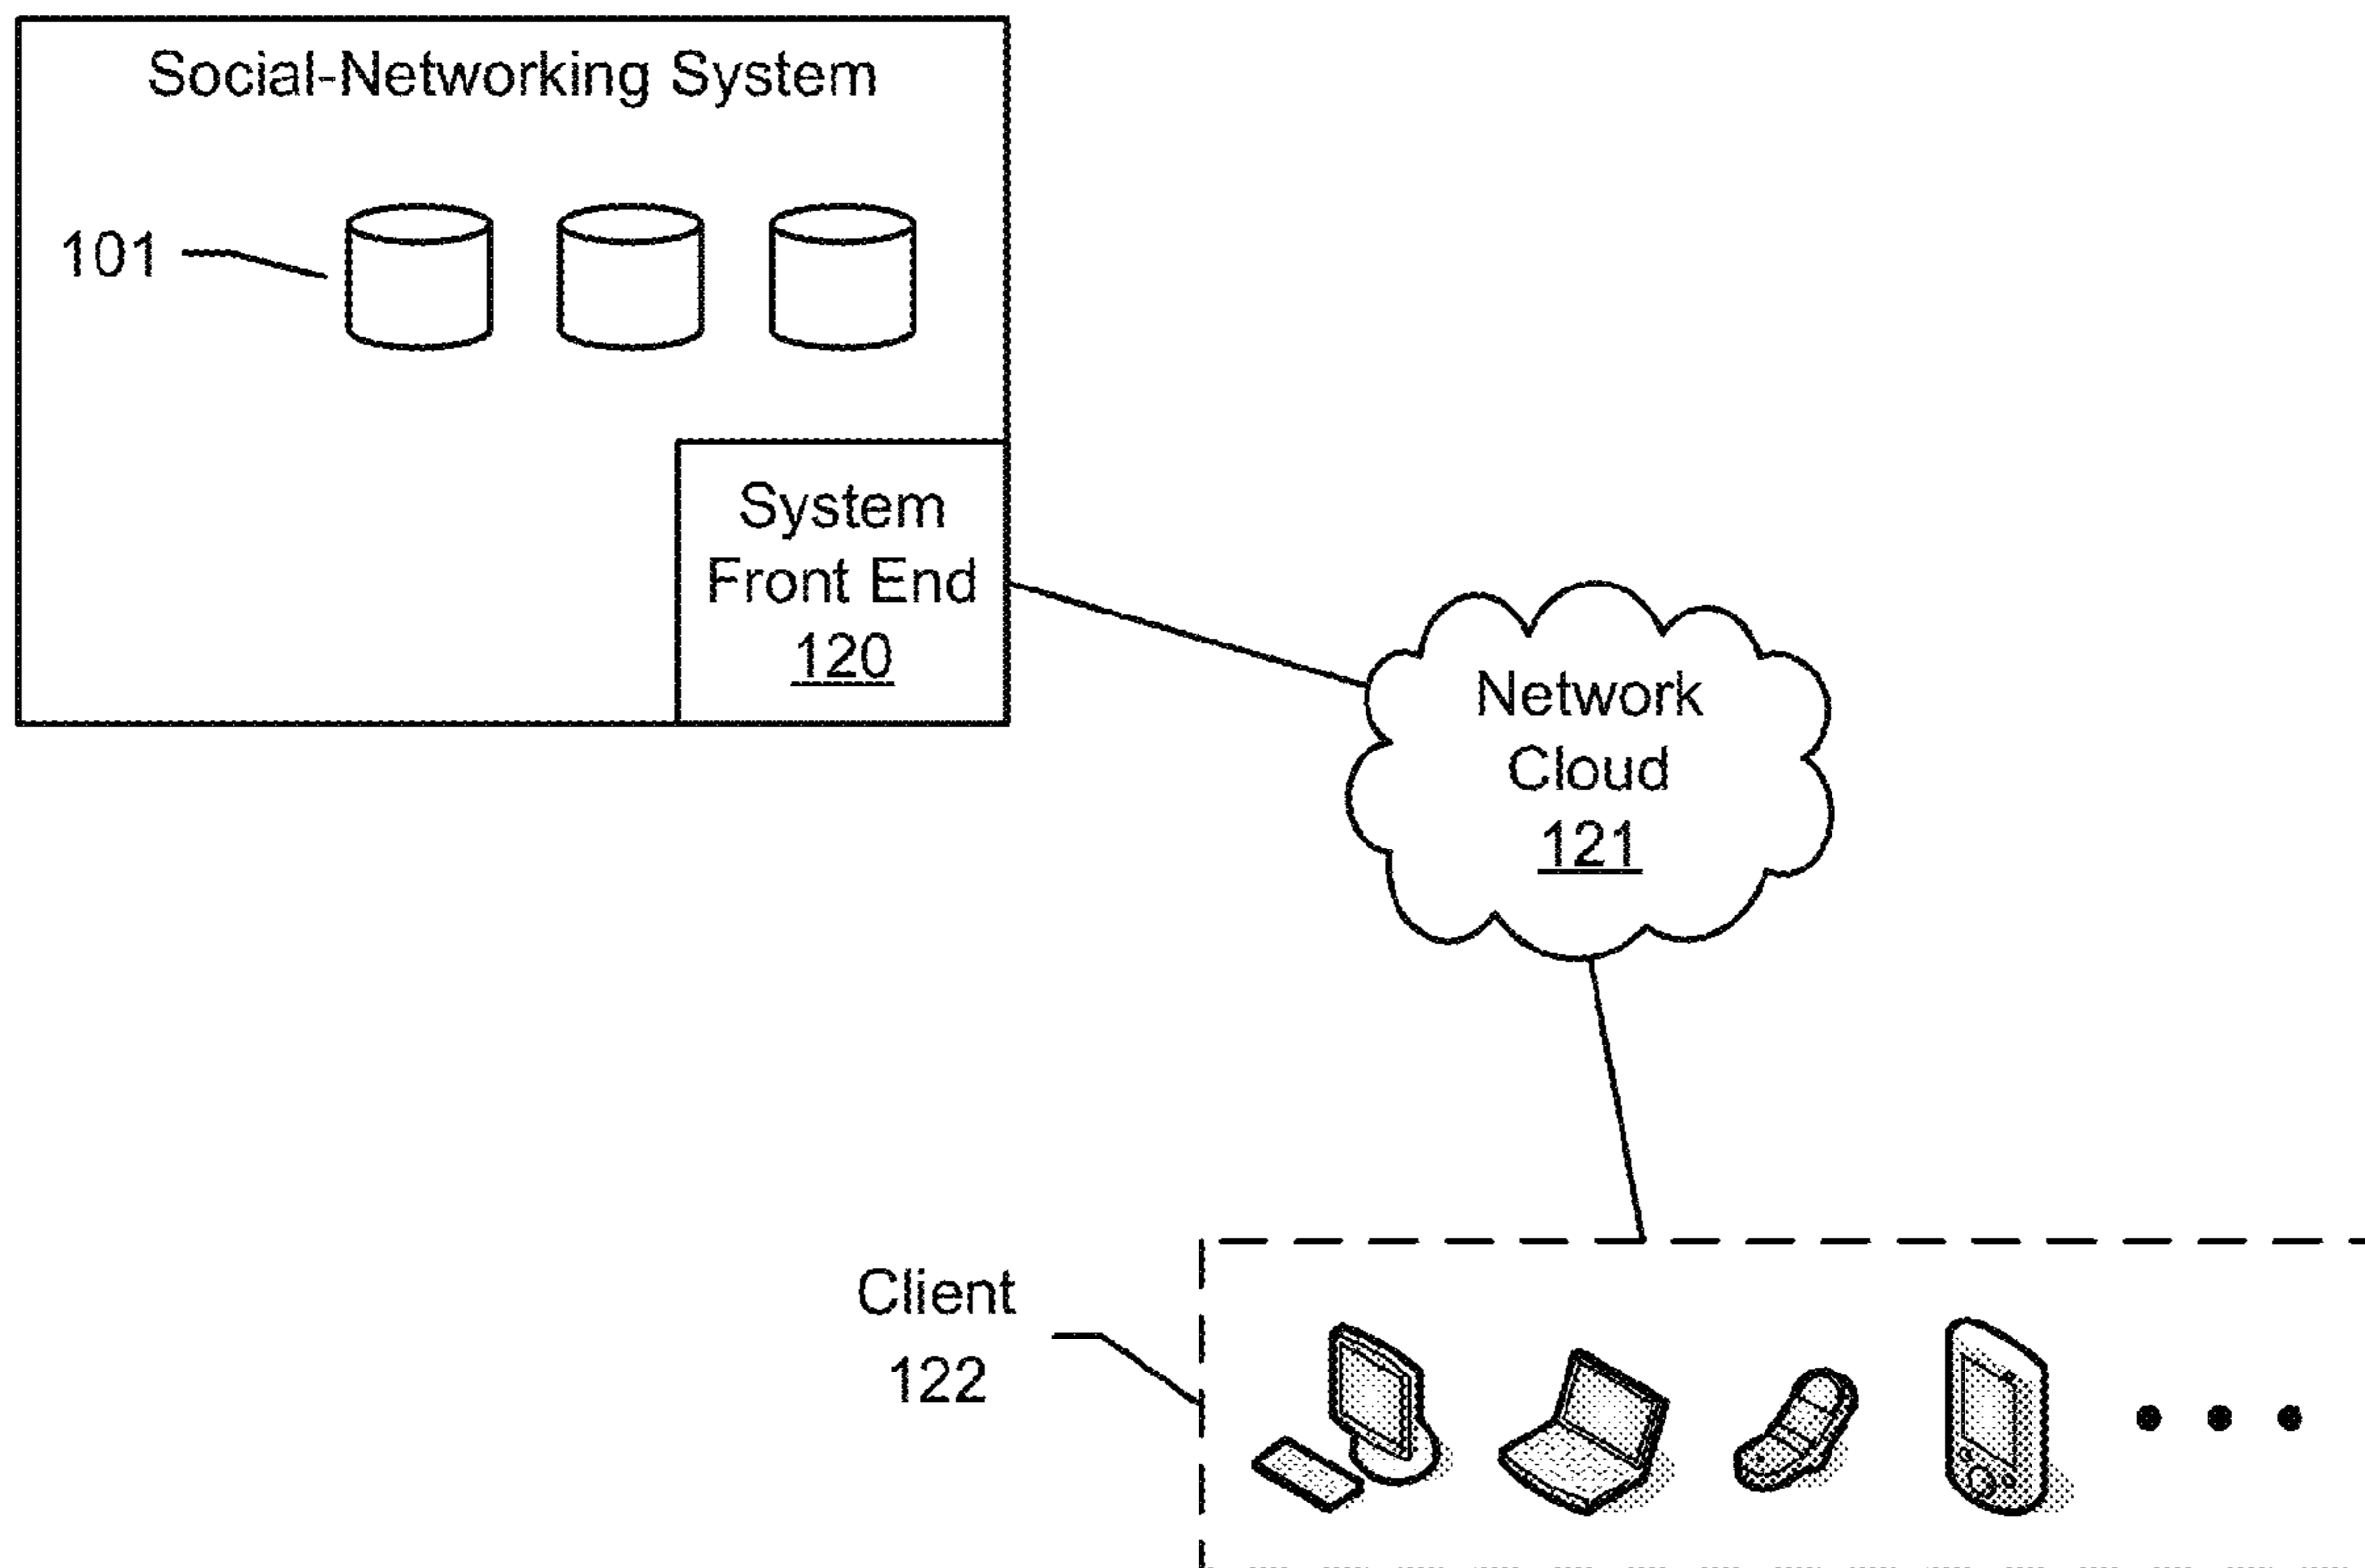 Social-Networking System
101
System
Front End
120
Network
Cloud
121
Client
122